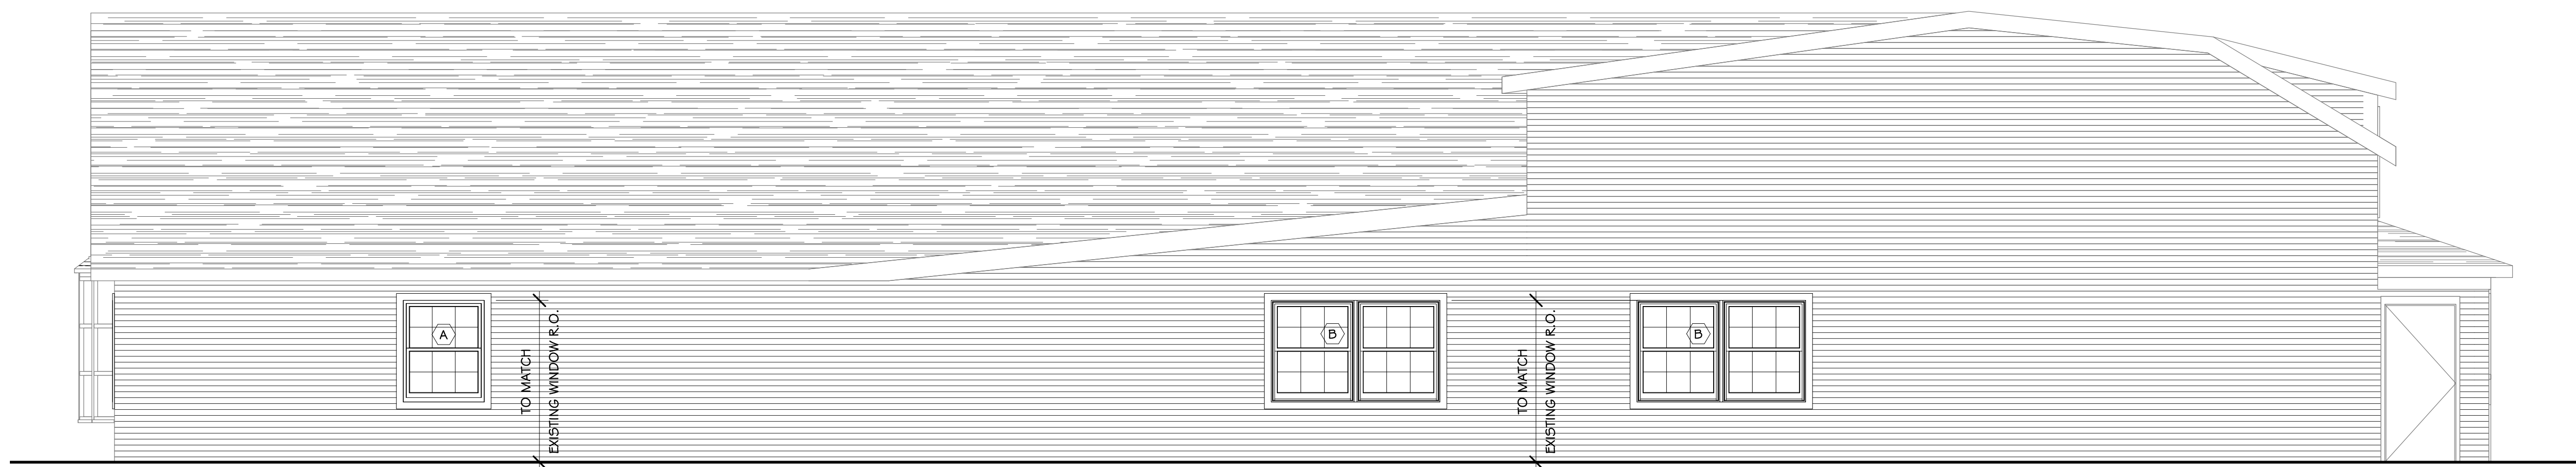 A
TO MATCH
EXISTING WINDOW R.O.
B
TO MATCH
EXISTING WINDOW R.O.
B